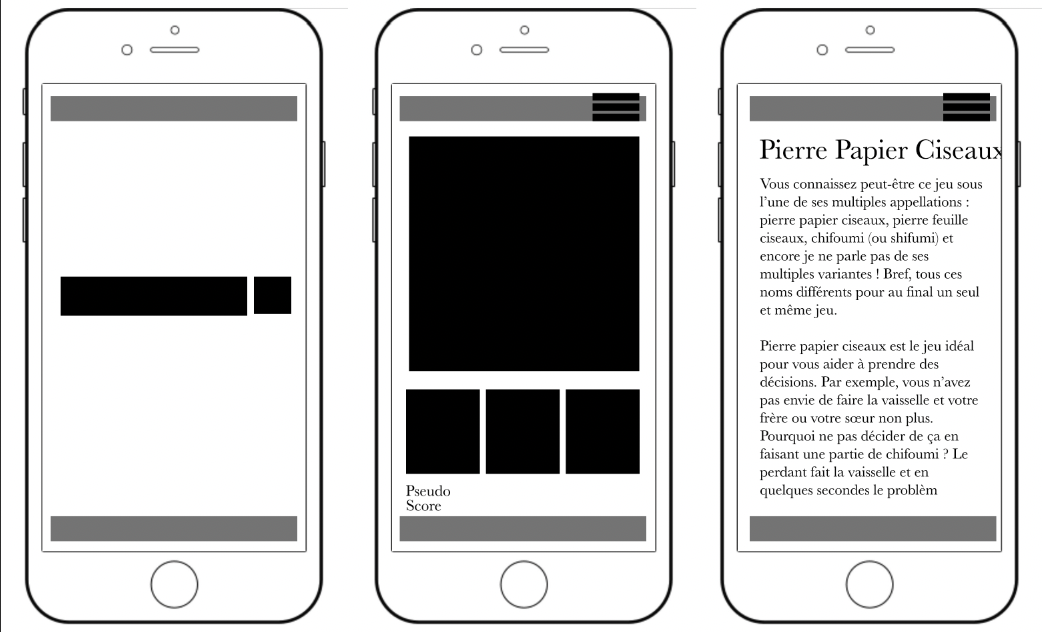 Pseudo
Score
Pierre Papier Ciseaux
Vous connaissez peut-être ce jeu sous
l'une de ses multiples appellations :
pierre papier ciseaux, pierre feuille
ciseaux, chifoumi (ou shifumi) et
encore je ne parle pas de ses
multiples variantes ! Bref, tous ces
noms différents pour au final un seul
et même jeu.
Pierre papier ciseaux est le jeu idéal
pour vous aider à prendre des
décisions. Par exemple, vous n'avez
pas envie de faire la vaisselle et votre
frère ou votre sœur non plus.
Pourquoi ne pas décider de ça en
faisant une partie de chifoumi ? Le
perdant fait la vaisselle et en
quelques secondes le problèm